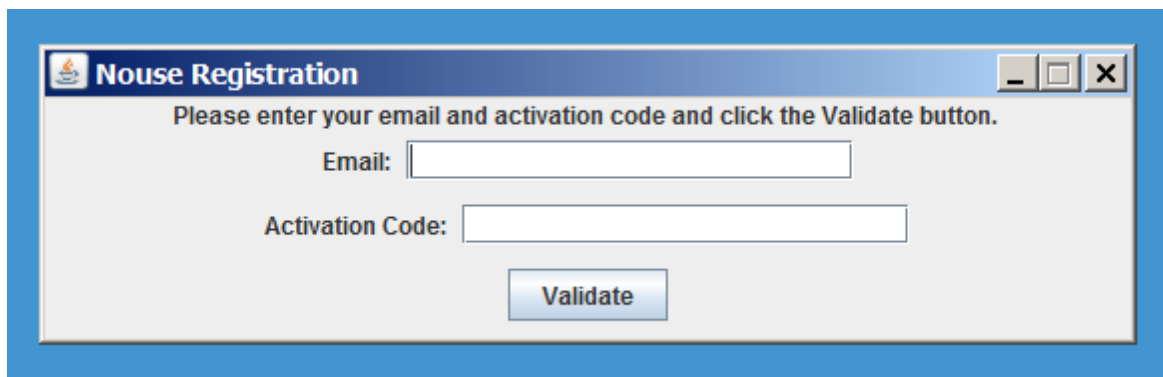 Nouse Registration
Please enter your email and activation code and click the Validate button.
Email:
Activation Code:
Validate